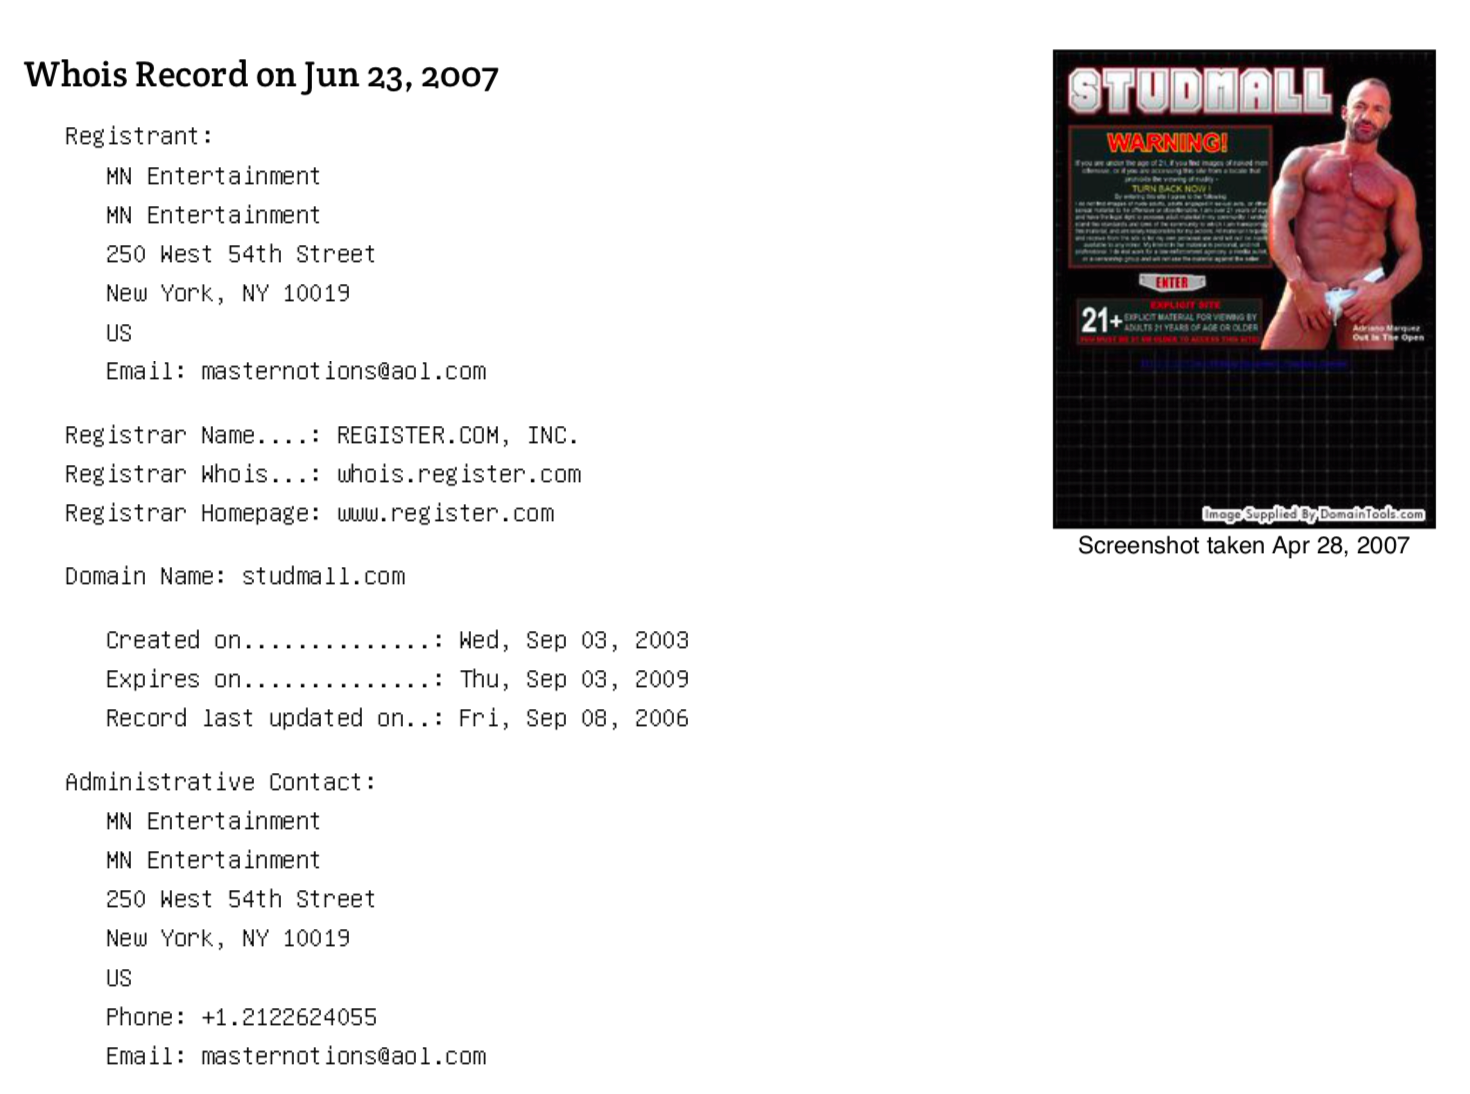 Whois Record on Jun 23, 2007
Registrant:
MN Entertainment
MN Entertainment
250 West 54th Street
New York, NY 10019
US
Email: masternotions@aol.com
Registrar Name....: REGISTER.COM, INC.
Registrar Whois...: whois.register.com
Registrar Homepage: www.register.com
Domain Name: studmall.com
Created on..............: Wed, Sep 03, 2003
Expires on..............: Thu, Sep 03, 2009
Record last updated on..: Fri, Sep 08, 2006
Administrative Contact:
MN Entertainment
MN Entertainment
250 West 54th Street
New York, NY 10019
US
Phone: +1.2122624055
Email: masternotions@aol.com
STUDMALL
WARNING!
If you are under the age of 21, if you find images of naked men
offensive, or if you are accessing this site from a locale that
prohibits the viewing of nudity -
TURN BACK NOW !
By entering this site I agree to the following:
ENTER
EXPLICIT SITE
21+
EXPLICIT MATERIAL FOR VIEWING BY
ADULTS 21 YEARS OF AGE OR OLDER
YOU MUST BE 21 OR OLDER TO ACCESS THIS SITE!
Adriano Marquez
Out In The Open
Image Supplied By DomainTools.com
Screenshot taken Apr 28, 2007